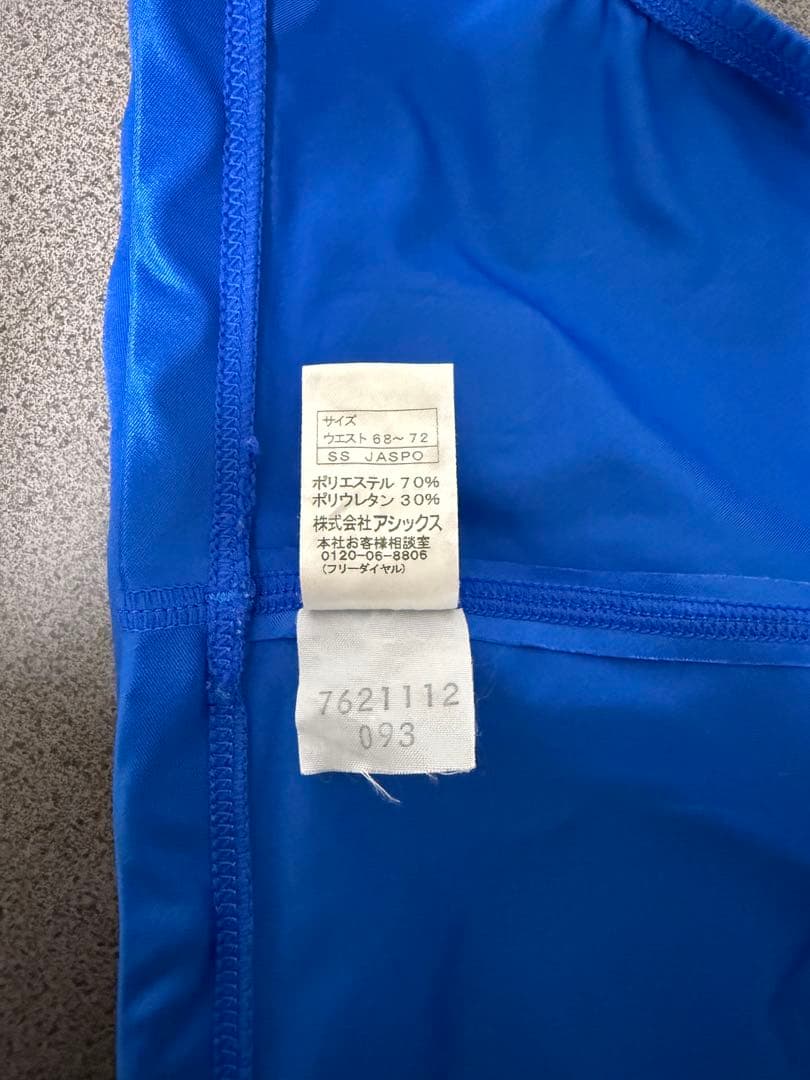 サイズ
ウエスト 68〜72
SS JASPO
ポリエステル 70%
ポリウレタン 30%
株式会社アシックス
本社お客様相談室
0120-06-8806
(フリーダイヤル)
7621112
093